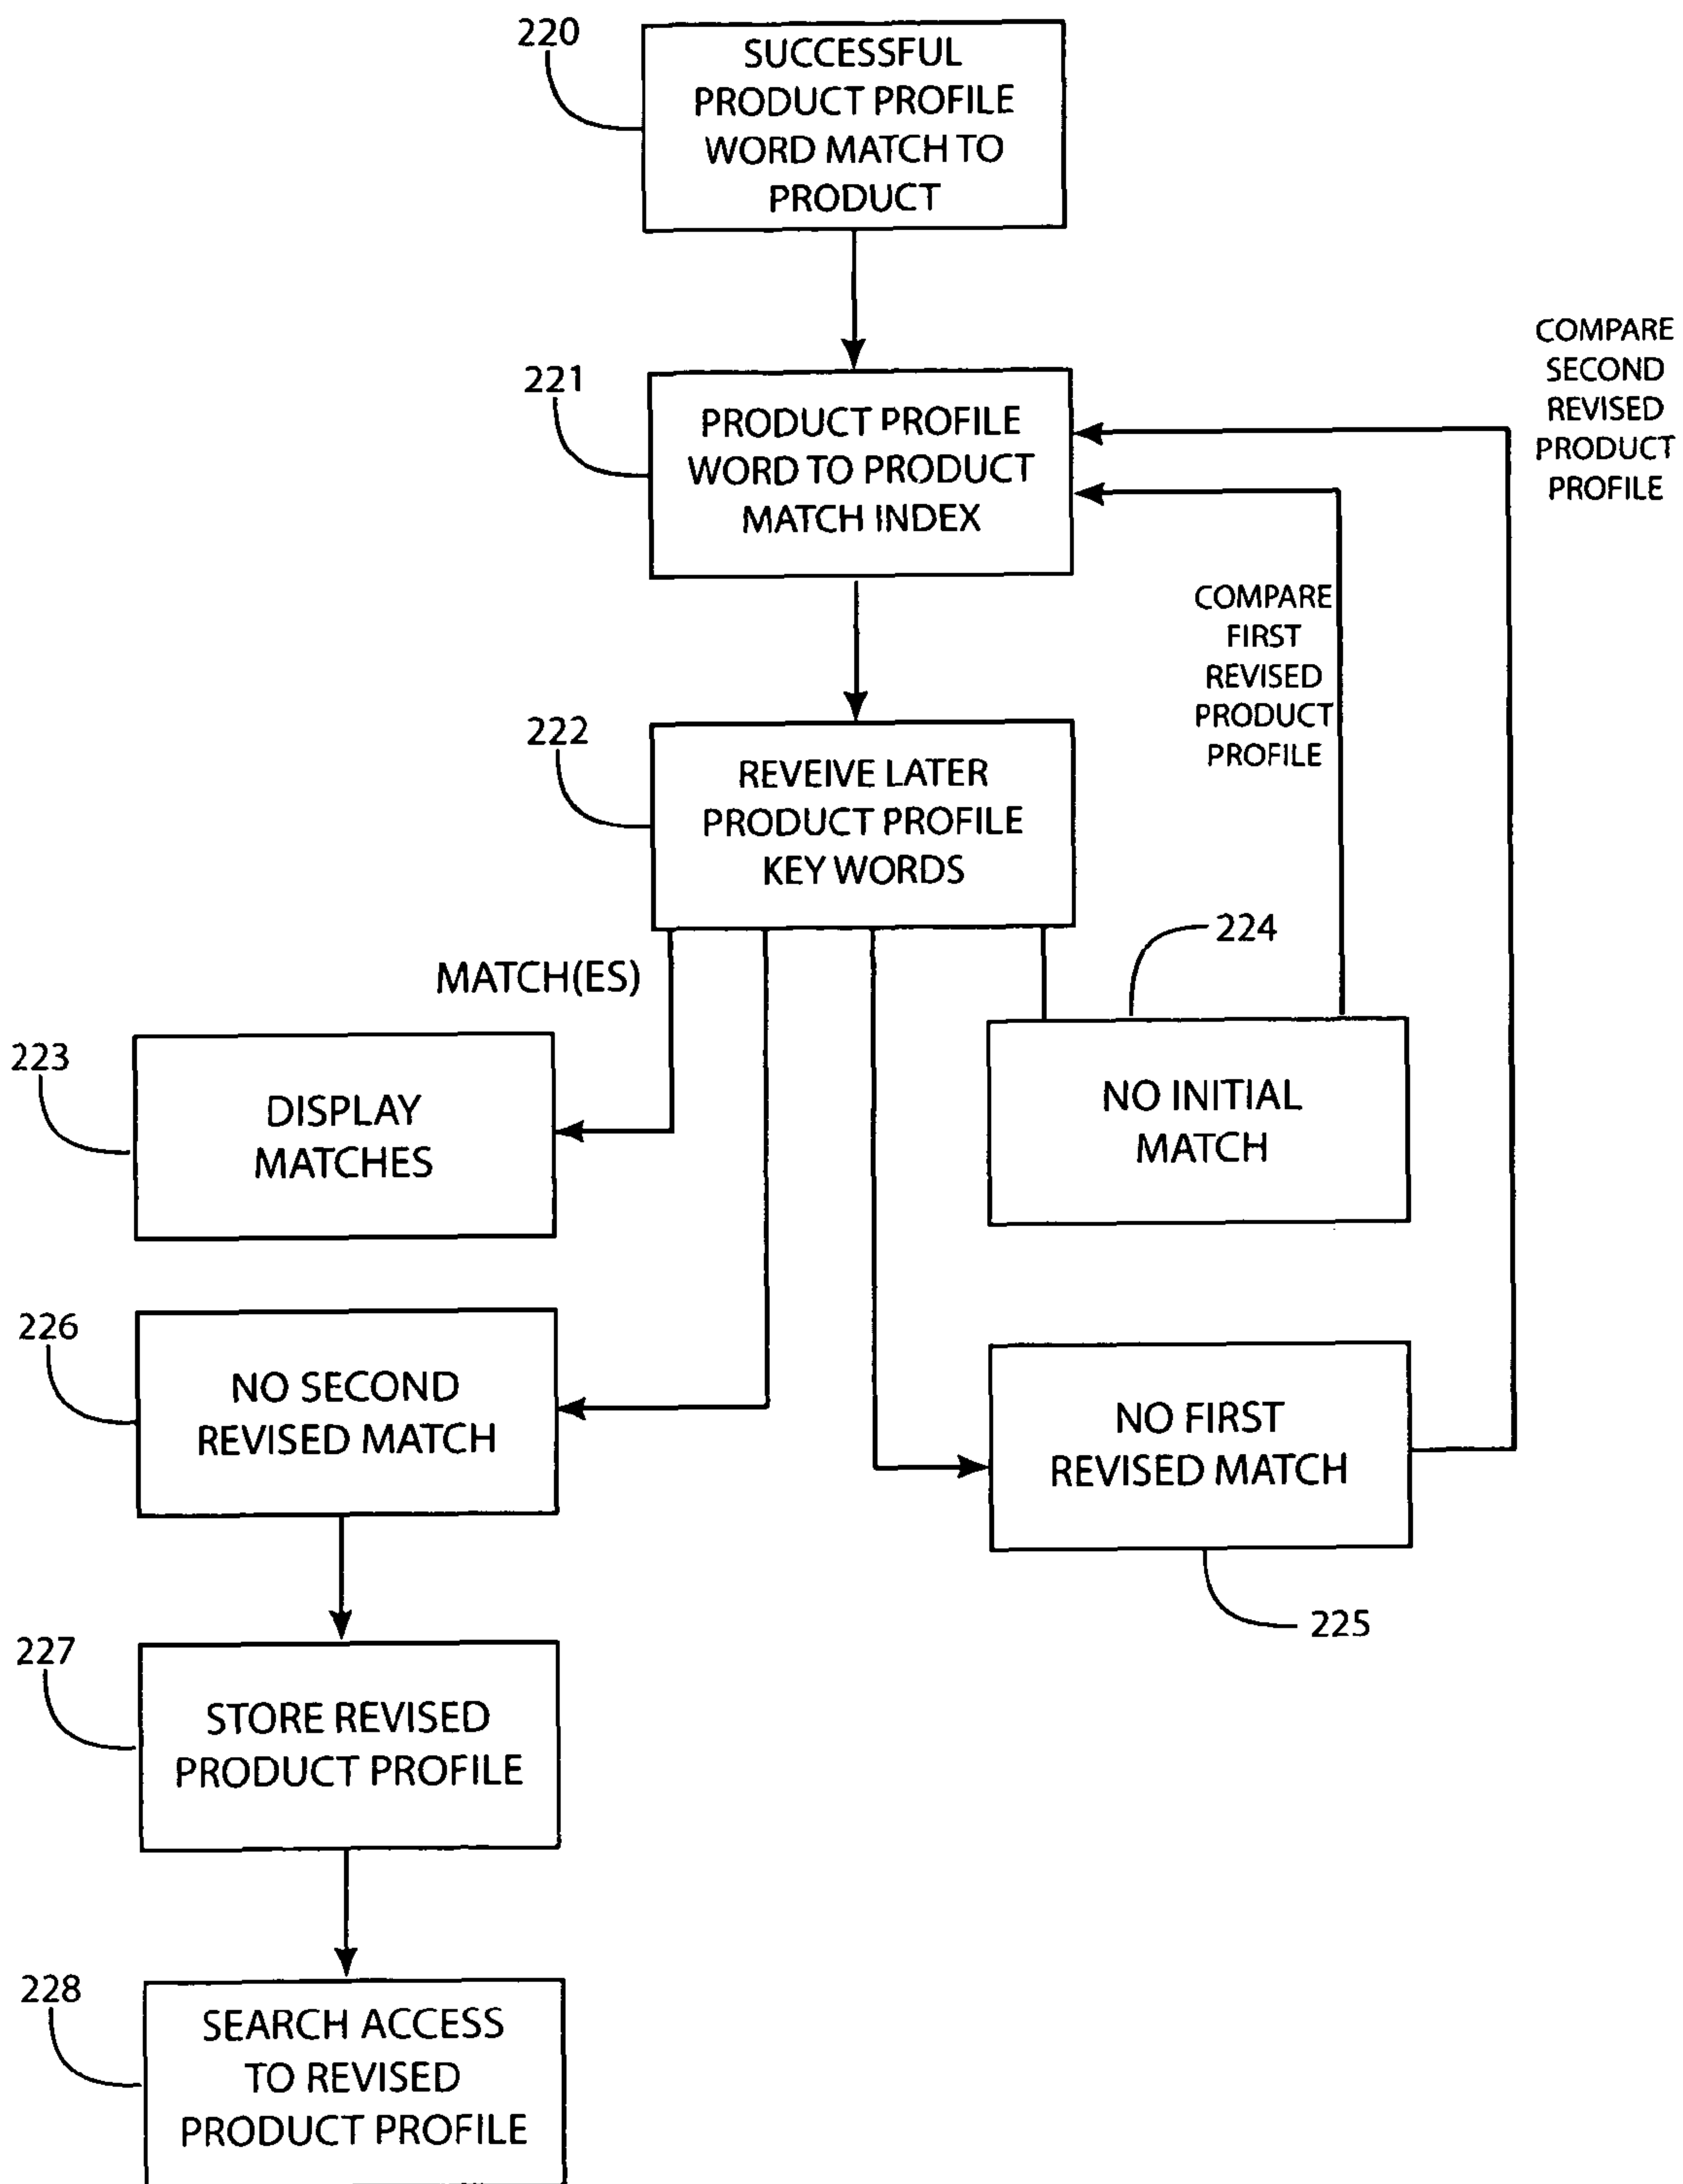 220
SUCCESSFUL
PRODUCT PROFILE
WORD MATCH TO
PRODUCT
221
PRODUCT PROFILE
WORD TO PRODUCT
MATCH INDEX
COMPARE
SECOND
REVISED
PRODUCT
PROFILE
COMPARE
FIRST
REVISED
PRODUCT
PROFILE
222
REVEIVE LATER
PRODUCT PROFILE
KEY WORDS
MATCH(ES)
224
223
DISPLAY
MATCHES
NO INITIAL
MATCH
226
NO SECOND
REVISED MATCH
NO FIRST
REVISED MATCH
225
227
STORE REVISED
PRODUCT PROFILE
228
SEARCH ACCESS
TO REVISED
PRODUCT PROFILE